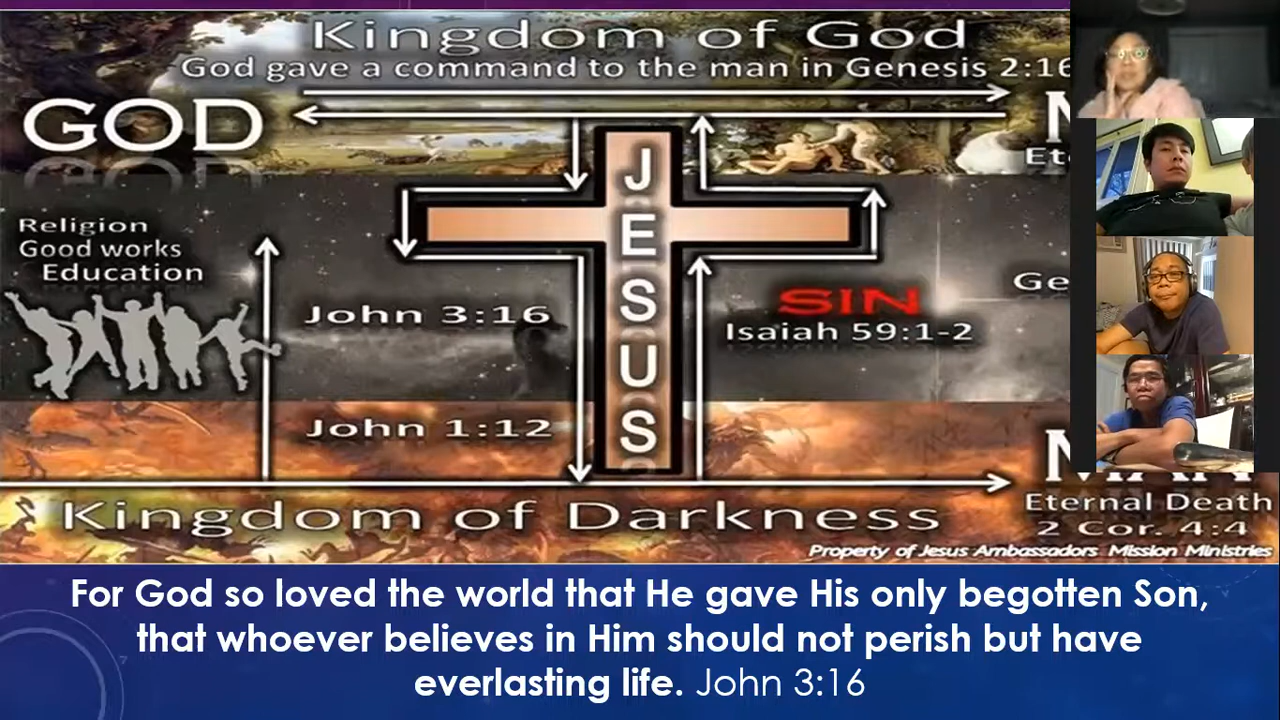 Kingdom of God
God gave a command to the man in Genesis 2:16
GOD
Religion
Good works
Education
JESUS
John 3:16
SIN
Isaiah 59:1-2
John 1:12
MAN
Kingdom of Darkness
Eternal Death
2 Cor. 4:4
Property of Jesus Ambassadors Mission Ministries
For God so loved the world that He gave His only begotten Son,
that whoever believes in Him should not perish but have
everlasting life. John 3:16